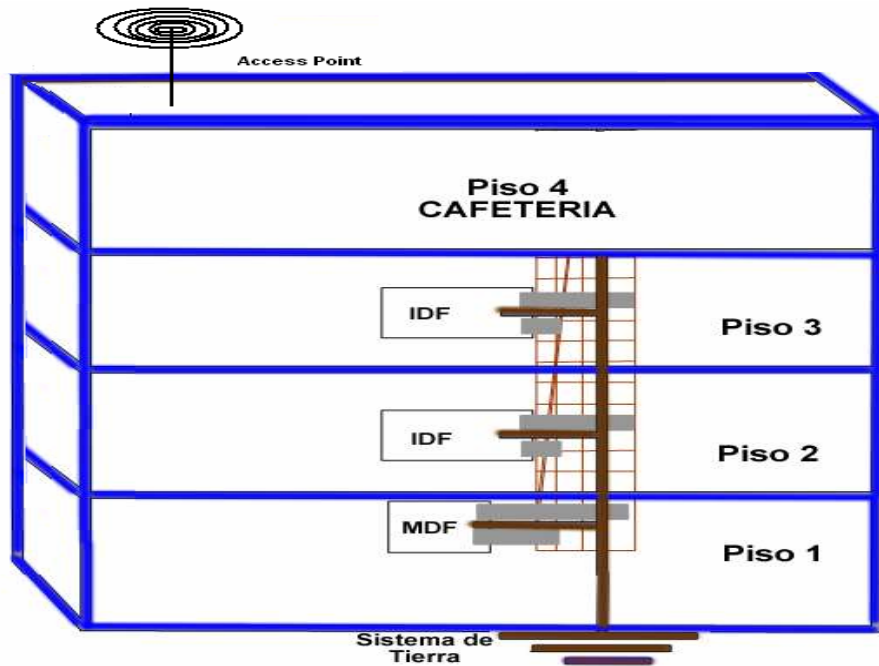 Access Point
Piso 4
CAFETERIA
IDF
Piso 3
IDF
Piso 2
MDF
Piso 1
Sistema de
Tierra